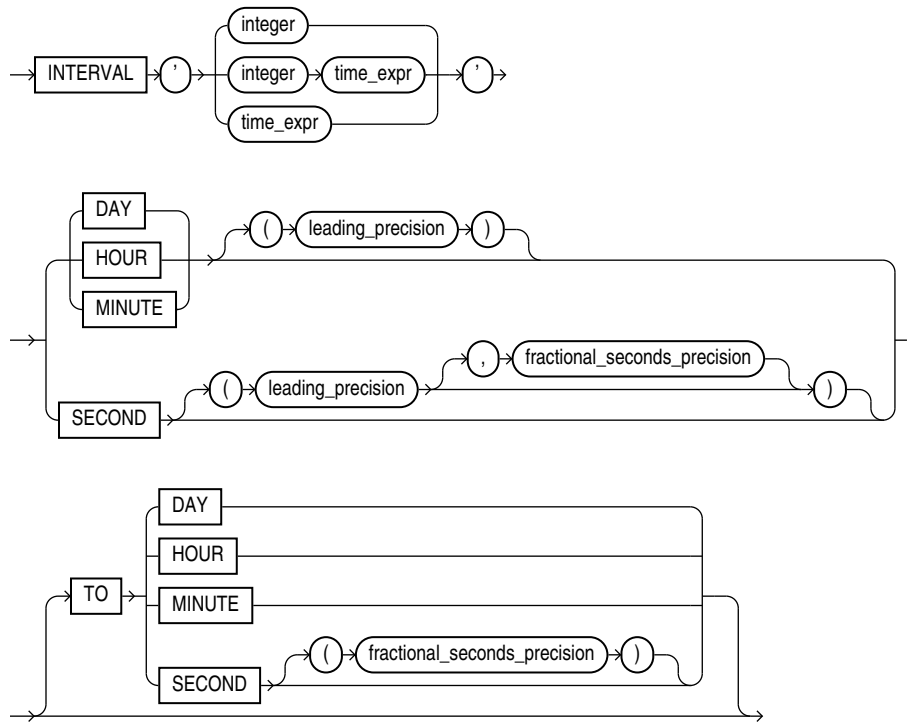 integer
INTERVAL ' integer time_expr '
time_expr
DAY
( leading_precision )
HOUR
MINUTE
, fractional_seconds_precision
( leading_precision )
SECOND
DAY
HOUR
TO MINUTE
( fractional_seconds_precision )
SECOND